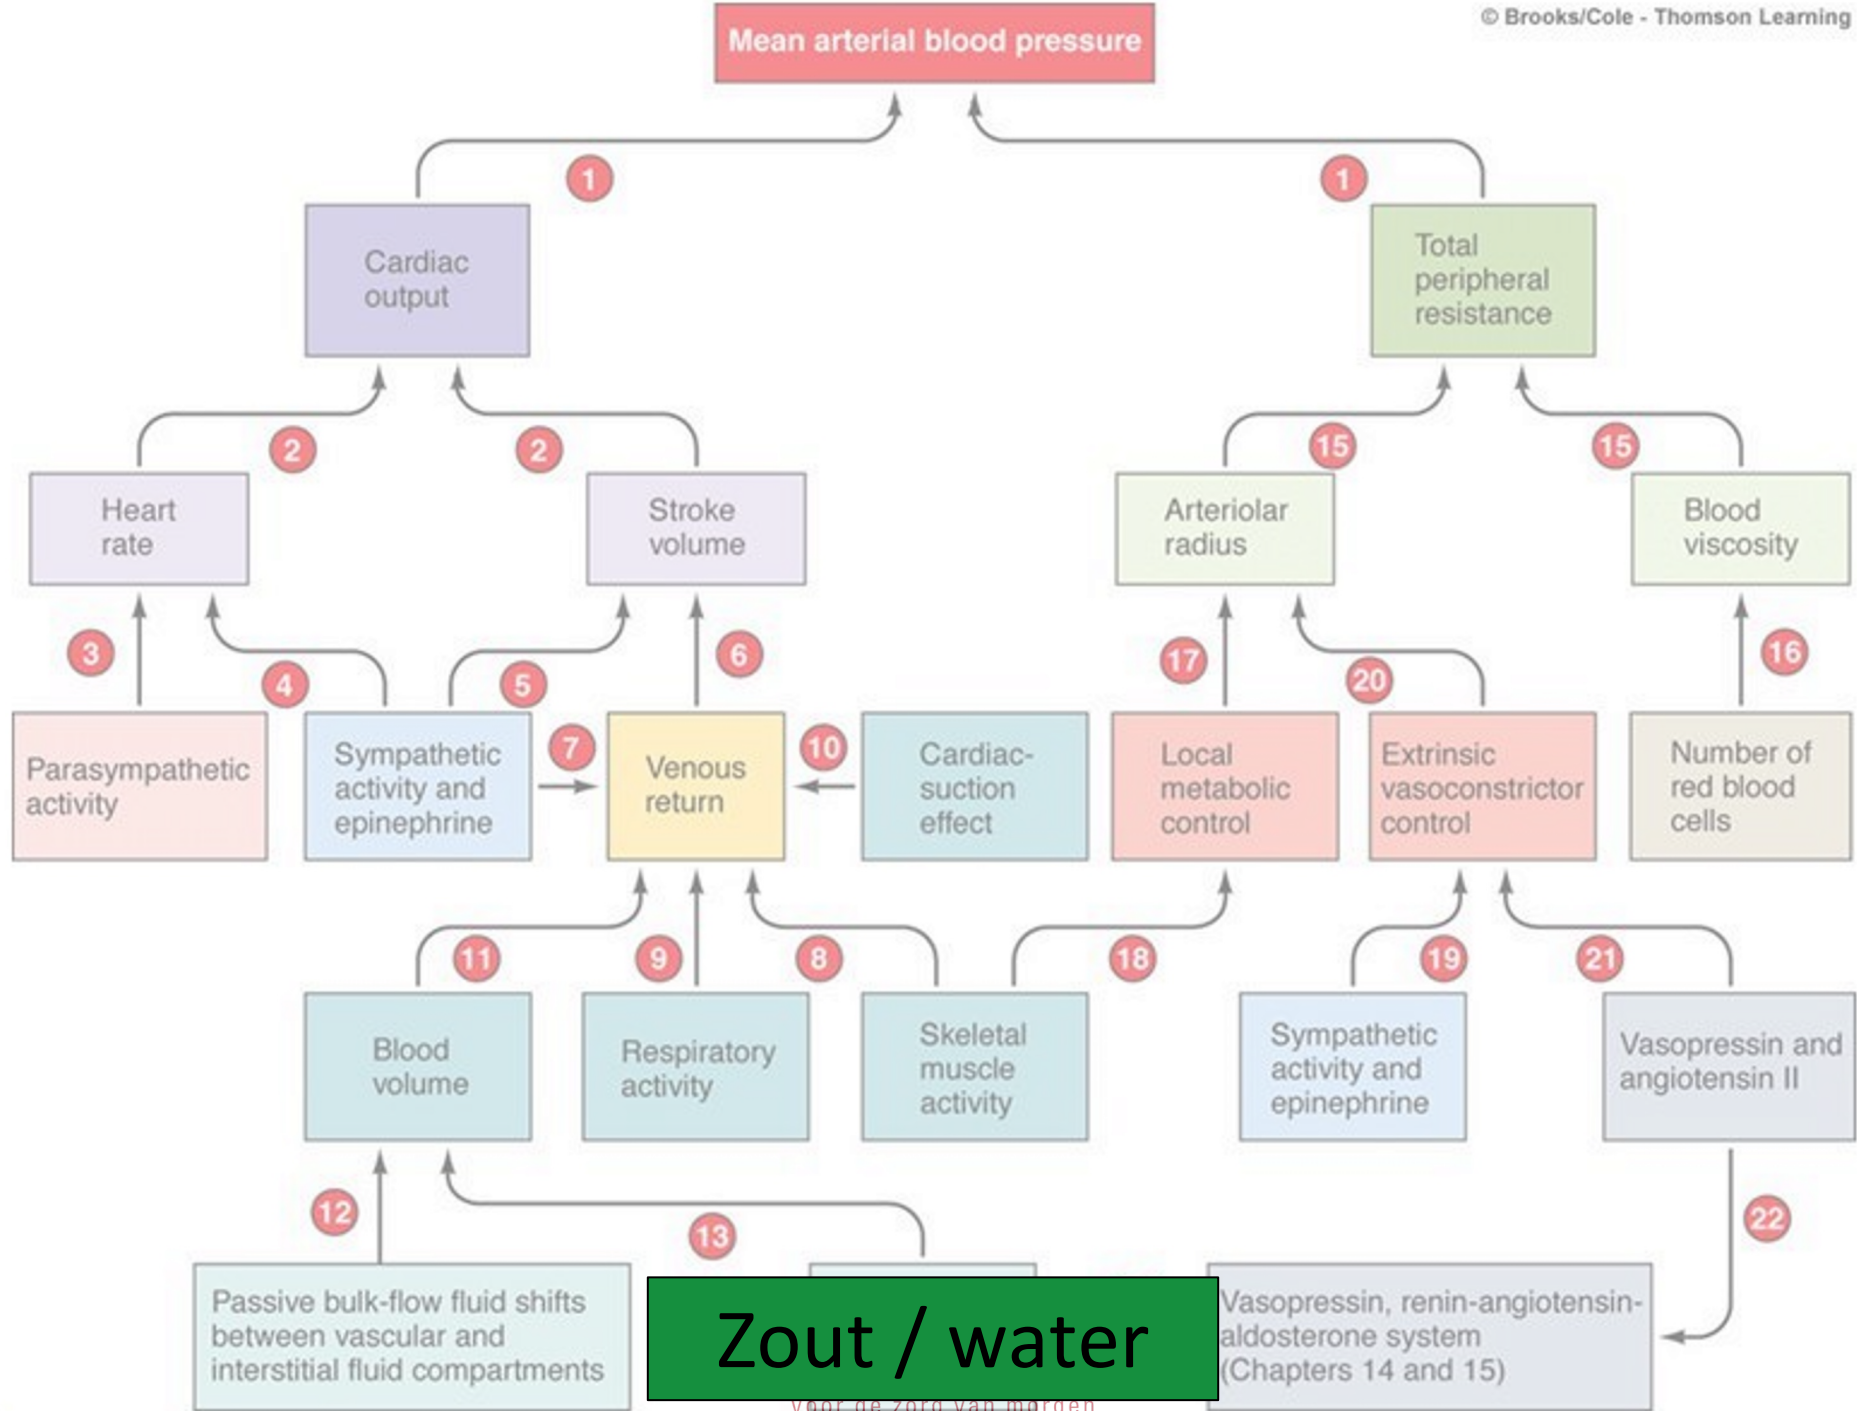 © Brooks/Cole - Thomson Learning
Mean arterial blood pressure
1
1
Cardiac
output
Total
peripheral
resistance
2
2
15
15
Heart
rate
Stroke
volume
Arteriolar
radius
Blood
viscosity
3
4
5
6
17
20
16
Parasympathetic
activity
Sympathetic
activity and
epinephrine
7
Venous
return
10
Cardiac-
suction
effect
Local
metabolic
control
Extrinsic
vasoconstrictor
control
Number of
red blood
cells
11
9
8
18
19
21
Blood
volume
Respiratory
activity
Skeletal
muscle
activity
Sympathetic
activity and
epinephrine
Vasopressin and
angiotensin II
12
13
22
Passive bulk-flow fluid shifts
between vascular and
interstitial fluid compartments
Zout / water
Vasopressin, renin-angiotensin-
aldosterone system
(Chapters 14 and 15)
voor de zorg van morgen